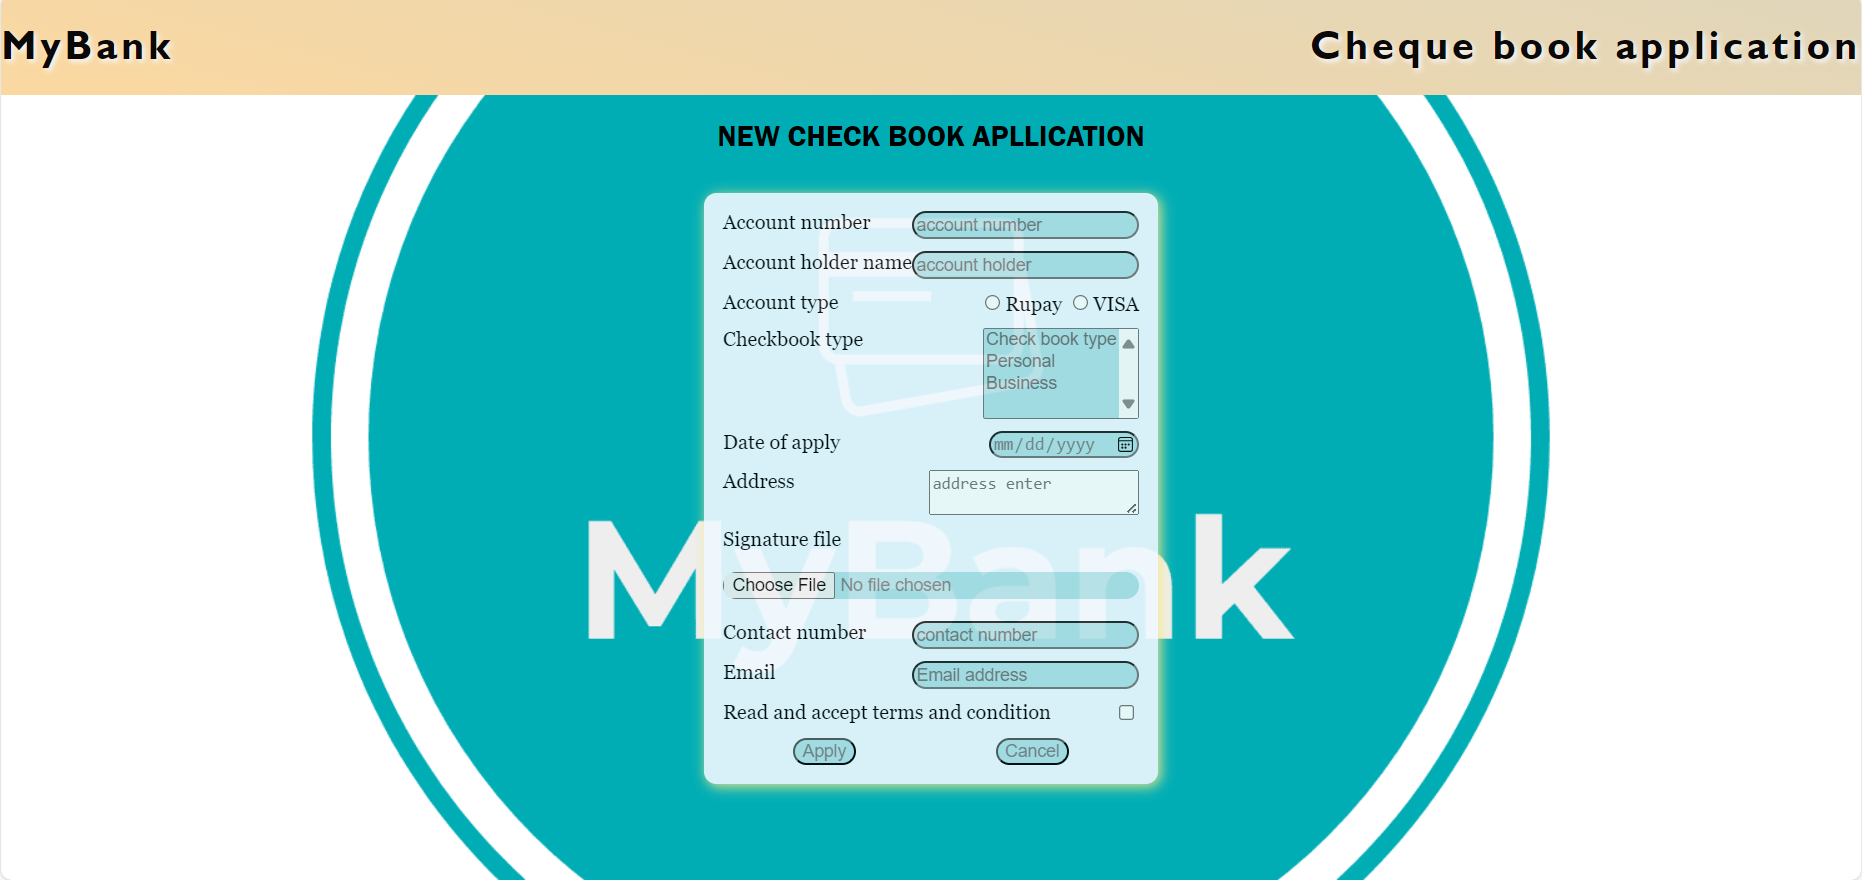 MyBank
Cheque book application
NEW CHECK BOOK APLLICATION
Account number account number
Account holder name account holder
Account type Rupay VISA
Checkbook type Check book type
Personal
Business
Date of apply mm/dd/yyyy
Address address enter
Signature file
MyBank
Choose File No file chosen
Contact number contact number
Email Email address
Read and accept terms and condition
Apply Cancel